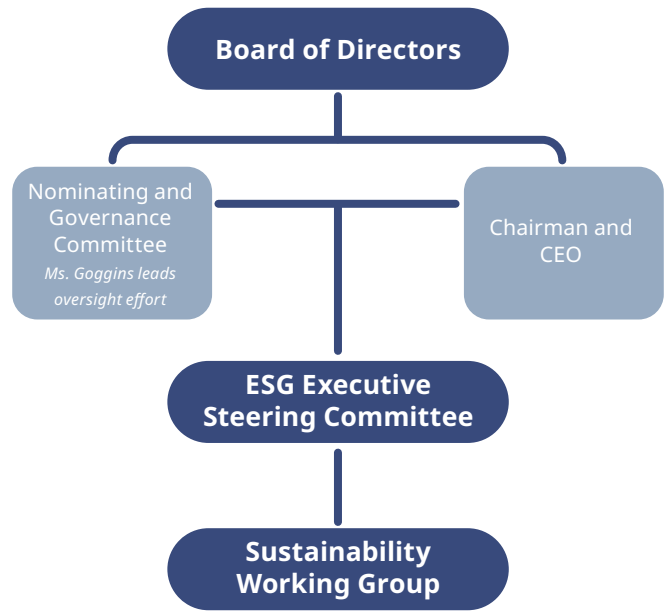 Board of Directors
Nominating and
Governance
Committee
Ms. Goggins leads
oversight effort
Chairman and
CEO
ESG Executive
Steering Committee
Sustainability
Working Group